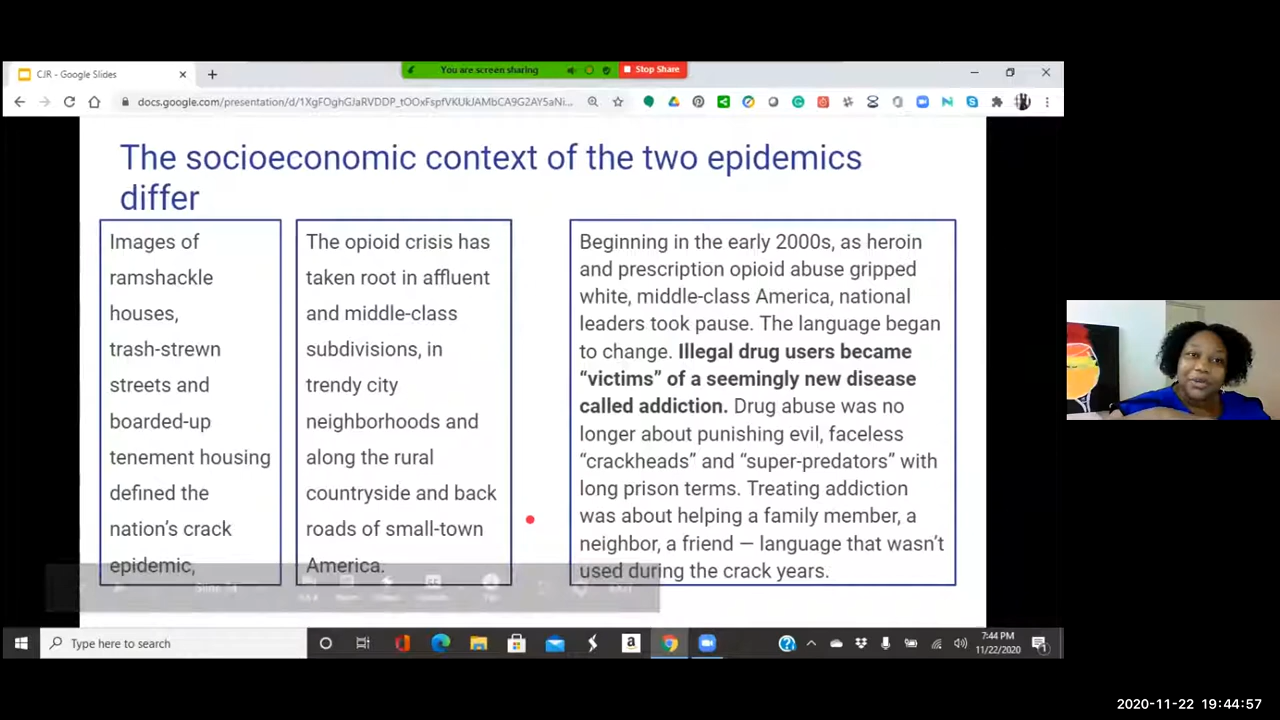 CJR - Google Slides
You are screen sharing
Stop Share
docs.google.com/presentation/d/1XgFOghGJaRVDDP_tOOxFspfVKUkJAMbCA9G2AY5aNi...
The socioeconomic context of the two epidemics
differ
Images of
ramshackle
houses,
trash-strewn
streets and
boarded-up
tenement housing
defined the
nation's crack
epidemic,
The opioid crisis has
taken root in affluent
and middle-class
subdivisions, in
trendy city
neighborhoods and
along the rural
countryside and back
roads of small-town
America.
Beginning in the early 2000s, as heroin
and prescription opioid abuse gripped
white, middle-class America, national
leaders took pause. The language began
to change. Illegal drug users became
“victims” of a seemingly new disease
called addiction. Drug abuse was no
longer about punishing evil, faceless
“crackheads” and “super-predators” with
long prison terms. Treating addiction
was about helping a family member, a
neighbor, a friend — language that wasn't
used during the crack years.
Type here to search
7:44 PM
11/22/2020
2020-11-22 19:44:57